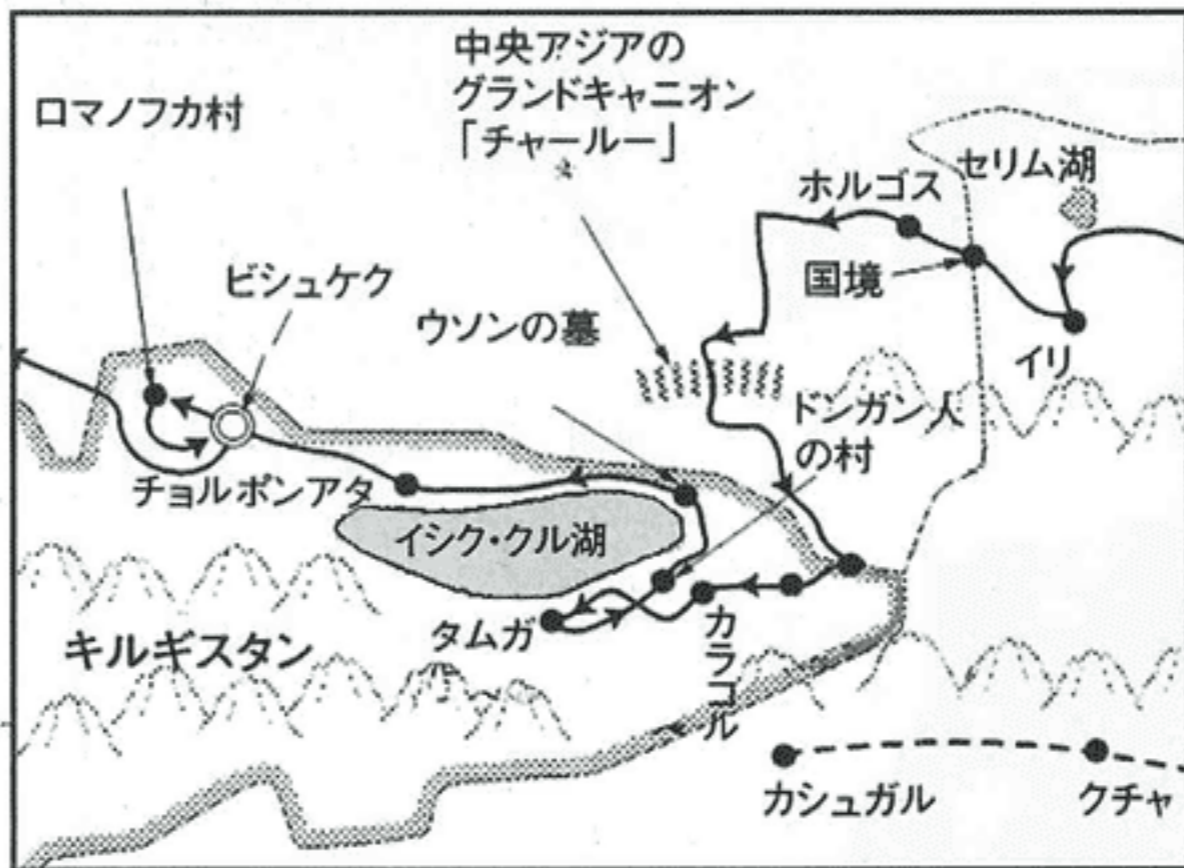 中央アジアの
グランドキャニオン
「チャールー」
ロマノフカ村
セリム湖
ホルゴス
国境
ビシュケク
ウソンの墓
イリ
ドンガン人
の村
チョルポンアタ
イシク・クル湖
タムガ
カラコル
キルギスタン
カシュガル
クチャ